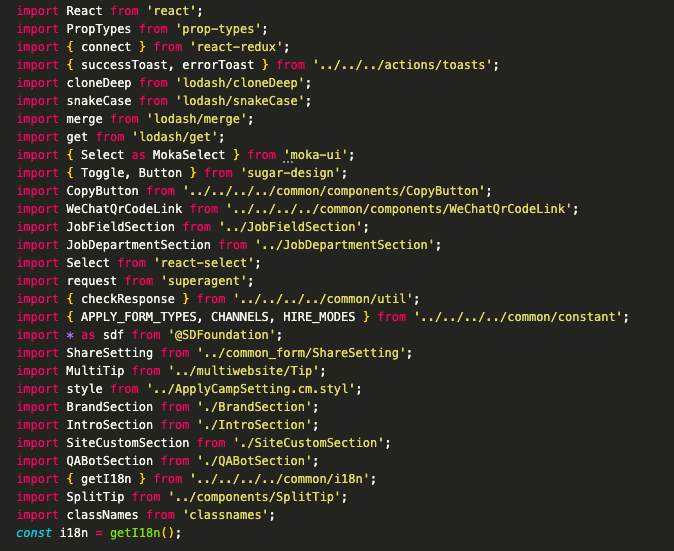 import React from 'react';
import PropTypes from 'prop-types';
import { connect } from 'react-redux';
import { successToast, errorToast } from '../../../actions/toasts';
import cloneDeep from 'lodash/cloneDeep';
import snakeCase from 'lodash/snakeCase';
import merge from 'lodash/merge';
import get from 'lodash/get';
import { Select as MokaSelect } from 'moka-ui';
import { Toggle, Button } from 'sugar-design';
import CopyButton from '../../../../common/components/CopyButton';
import WeChatQrCodeLink from '../../../../common/components/WeChatQrCodeLink';
import JobFieldSection from '../JobFieldSection';
import JobDepartmentSection from '../JobDepartmentSection';
import Select from 'react-select';
import request from 'superagent';
import { checkResponse } from '../../../../common/util';
import { APPLY_FORM_TYPES, CHANNELS, HIRE_MODES } from '../../../../common/constant';
import * as sdf from '@SDFoundation';
import ShareSetting from '../common_form/ShareSetting';
import MultiTip from '../multiwebsite/Tip';
import style from '../ApplyCampSetting.cm.styl';
import BrandSection from './BrandSection';
import IntroSection from './IntroSection';
import SiteCustomSection from './SiteCustomSection';
import QABotSection from './QABotSection';
import { getI18n } from '../../../../common/i18n';
import SplitTip from '../components/SplitTip';
import classNames from 'classnames';
const i18n = getI18n();